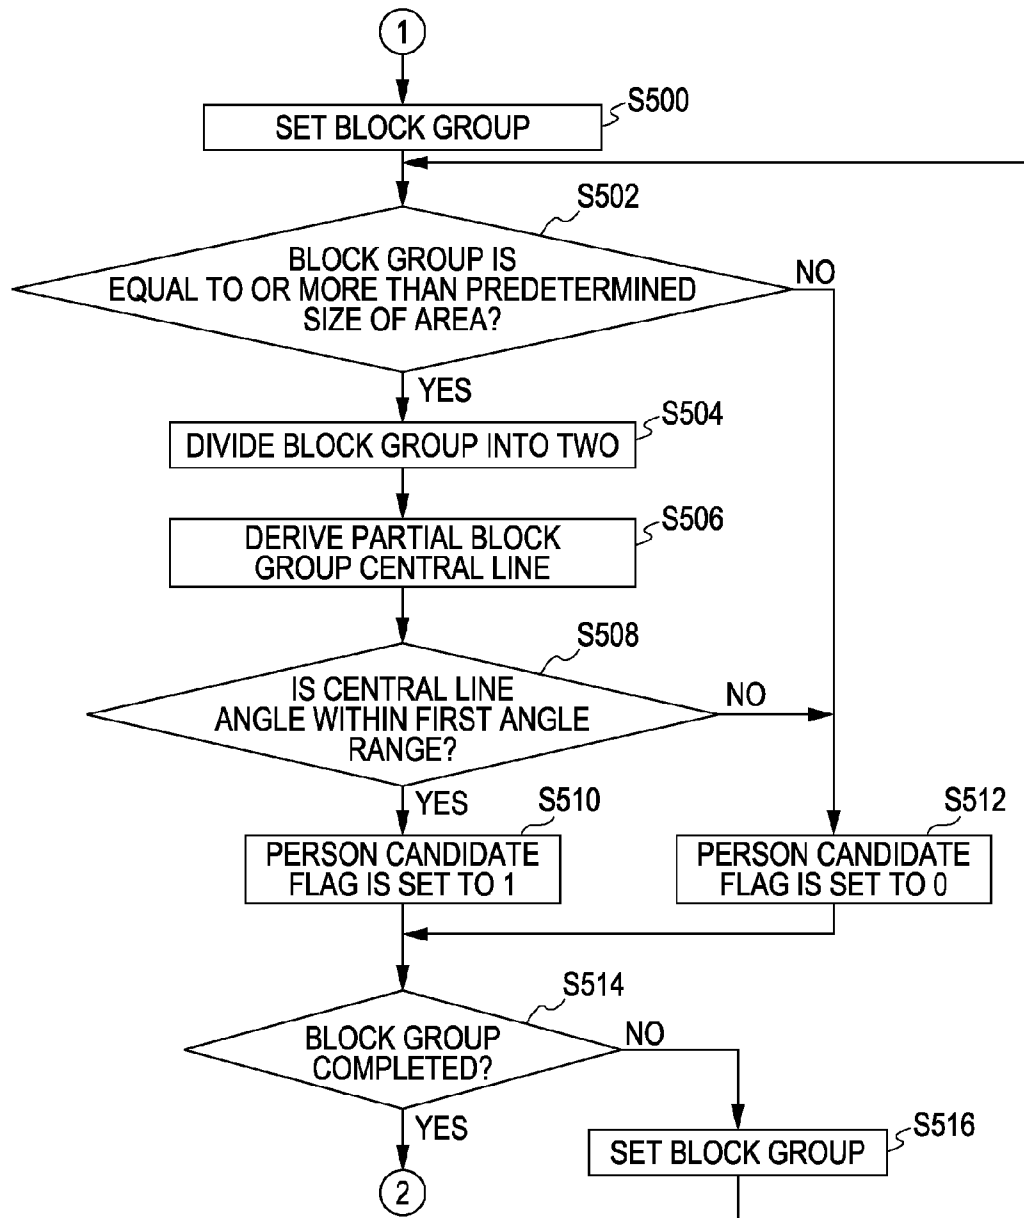 1
S500
SET BLOCK GROUP
S502
BLOCK GROUP IS
EQUAL TO OR MORE THAN PREDETERMINED
SIZE OF AREA?
NO
YES
S504
DIVIDE BLOCK GROUP INTO TWO
S506
DERIVE PARTIAL BLOCK
GROUP CENTRAL LINE
S508
IS CENTRAL LINE
ANGLE WITHIN FIRST ANGLE
RANGE?
NO
YES
S510
PERSON CANDIDATE
FLAG IS SET TO 1
S512
PERSON CANDIDATE
FLAG IS SET TO 0
S514
BLOCK GROUP
COMPLETED?
NO
YES
S516
SET BLOCK GROUP
2